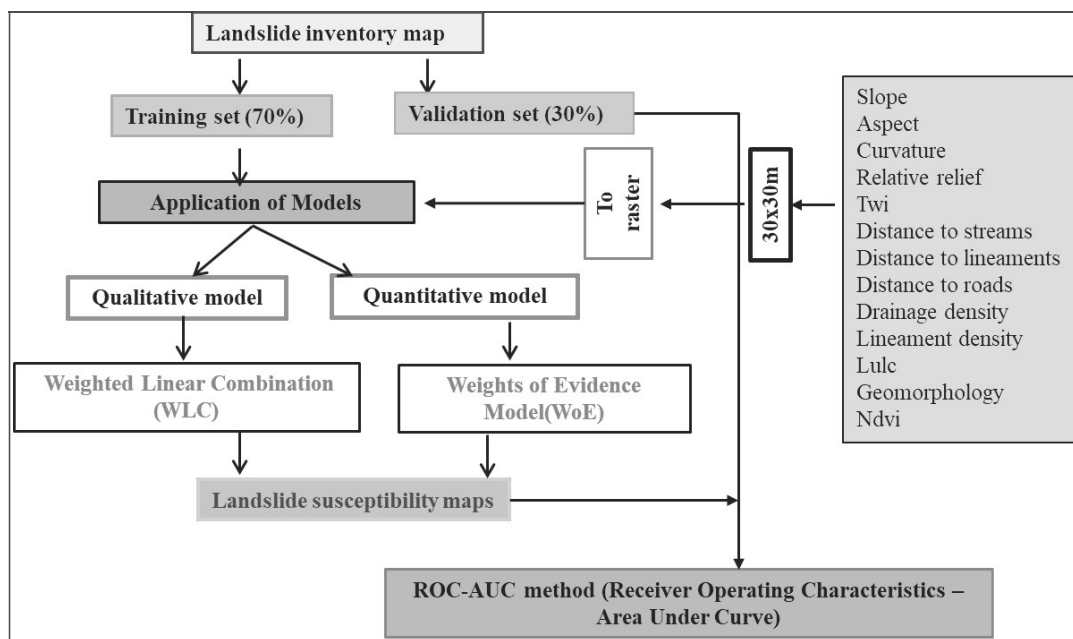 Landslide inventory map
Training set (70%)
Validation set (30%)
Application of Models
To
raster
30x30m
Slope
Aspect
Curvature
Relative relief
Twi
Distance to streams
Distance to lineaments
Distance to roads
Drainage density
Lineament density
Lulc
Geomorphology
Ndvi
Qualitative model
Quantitative model
Weighted Linear Combination
(WLC)
Weights of Evidence
Model(WoE)
Landslide susceptibility maps
ROC-AUC method (Receiver Operating Characteristics –
Area Under Curve)